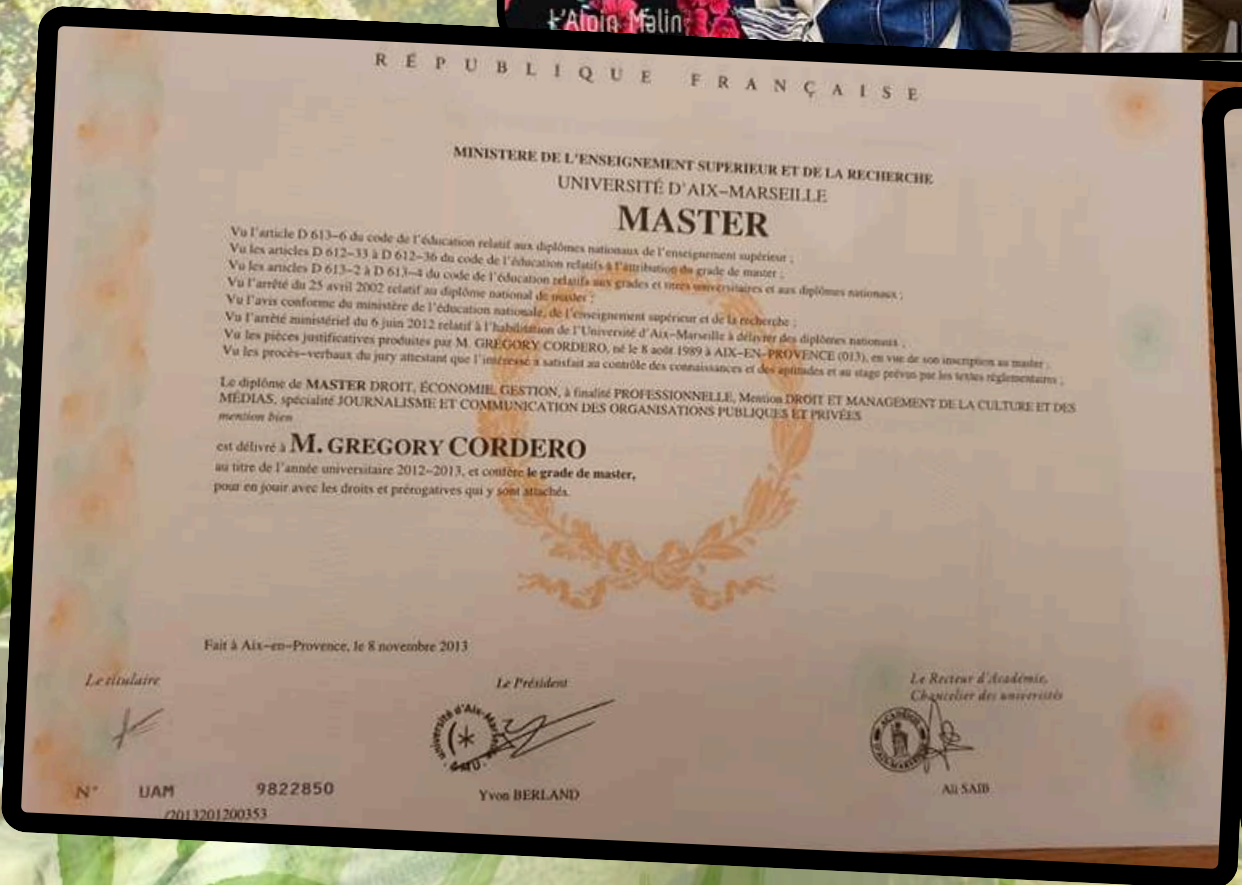 L'Alpin Malin
RÉPUBLIQUE FRANÇAISE
MINISTERE DE L'ENSEIGNEMENT SUPERIEUR ET DE LA RECHERCHE
UNIVERSITÉ D'AIX-MARSEILLE
MASTER
Vu l'article D 613-6 du code de l'éducation relatif aux diplômes nationaux de l'enseignement supérieur ;
Vu les articles D 612-33 à D 612-36 du code de l'éducation relatifs à l'attribution du grade de master ;
Vu les articles D 613-2 à D 613-4 du code de l'éducation relatifs aux grades et titres universitaires et aux diplômes nationaux ;
Vu l'arrêté du 25 avril 2002 relatif au diplôme national de master ;
Vu l'avis conforme du ministère de l'éducation nationale, de l'enseignement supérieur et de la recherche ;
Vu l'arrêté ministériel du 6 juin 2012 relatif à l'habilitation de l'Université d'Aix-Marseille à délivrer des diplômes nationaux ;
Vu les pièces justificatives produites par M. GREGORY CORDERO, né le 8 août 1989 à AIX-EN-PROVENCE (013), en vue de son inscription au master ;
Vu les procès-verbaux du jury attestant que l'intéressé a satisfait au contrôle des connaissances et des aptitudes et au stage prévus par les textes réglementaires ;
Le diplôme de MASTER DROIT, ÉCONOMIE, GESTION, à finalité PROFESSIONNELLE, Mention DROIT ET MANAGEMENT DE LA CULTURE ET DES
MÉDIAS, spécialité JOURNALISME ET COMMUNICATION DES ORGANISATIONS PUBLIQUES ET PRIVÉES
mention bien
est délivré à M. GREGORY CORDERO
au titre de l'année universitaire 2012-2013, et confère le grade de master,
pour en jouir avec les droits et prérogatives qui y sont attachés.
Fait à Aix-en-Provence, le 8 novembre 2013
Le titulaire
Le Président
Le Recteur d'Académie,
Chancelier des universités
Yvon BERLAND
Ali SAIB
N° UAM 9822850
/2013201200353